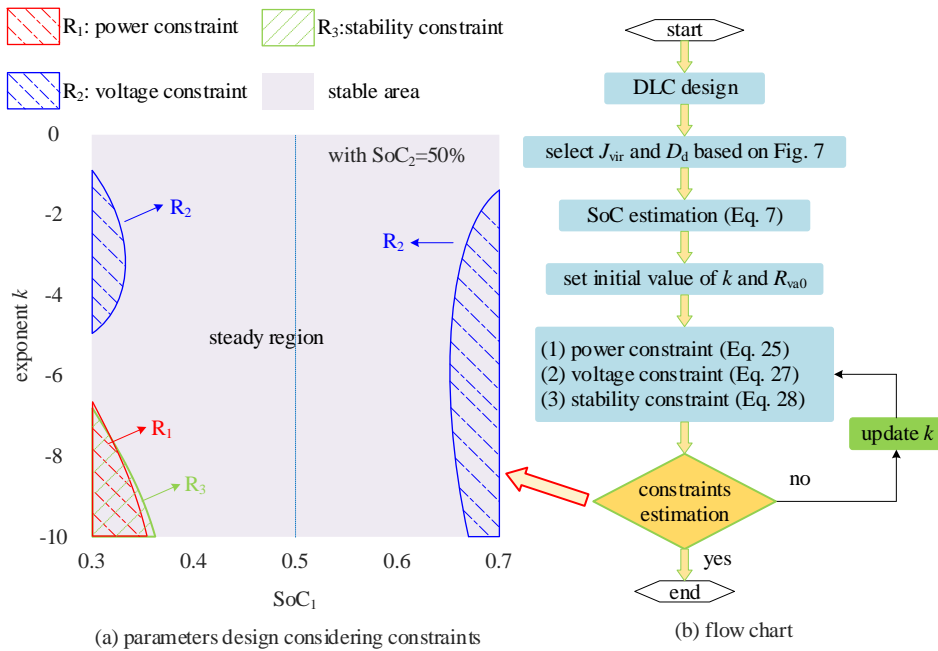 R₁: power constraint
R₃:stability constraint
R₂: voltage constraint
stable area
0
-2
-4
-6
-8
-10
exponent k
with SoC₂=50%
R₂
R₂
steady region
R₁
R₃
0.3
0.4
0.5
0.6
0.7
SoC₁
(a) parameters design considering constraints
start
DLC design
select Jvir and Dd based on Fig. 7
SoC estimation (Eq. 7)
set initial value of k and Rva0
(1) power constraint (Eq. 25)
(2) voltage constraint (Eq. 27)
(3) stability constraint (Eq. 28)
update k
no
constraints
estimation
yes
end
(b) flow chart